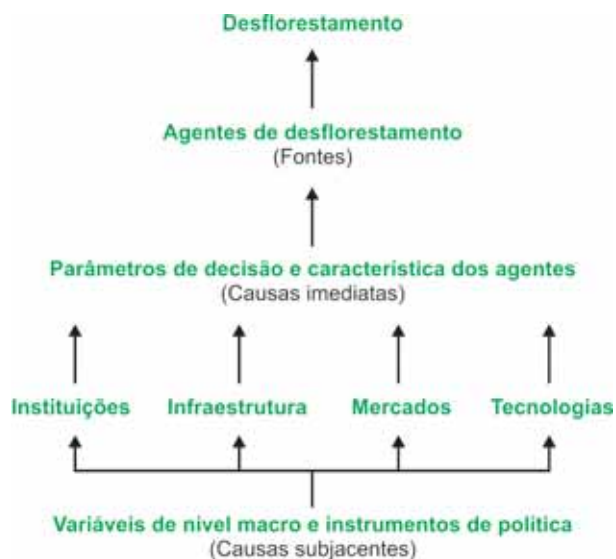 Desflorestamento
Agentes de desflorestamento
(Fontes)
Parâmetros de decisão e característica dos agentes
(Causas imediatas)
Instituições Infraestrutura Mercados Tecnologias
Variáveis de nivel macro e instrumentos de política
(Causas subjacentes)